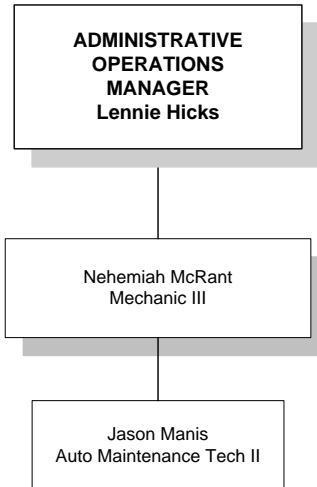 ADMINISTRATIVE
OPERATIONS
MANAGER
Lennie Hicks
Nehemiah McRant
Mechanic III
Jason Manis
Auto Maintenance Tech II